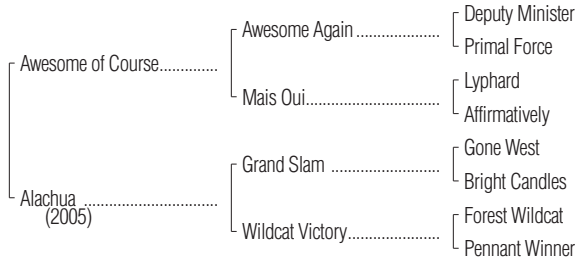 Deputy Minister
Awesome Again ....................
Primal Force
Awesome of Course..............
Lyphard
Mais Oui................................
Affirmatively
Gone West
Grand Slam ..........................
Bright Candles
Alachua ................................
(2005)
Forest Wildcat
Wildcat Victory......................
Pennant Winner